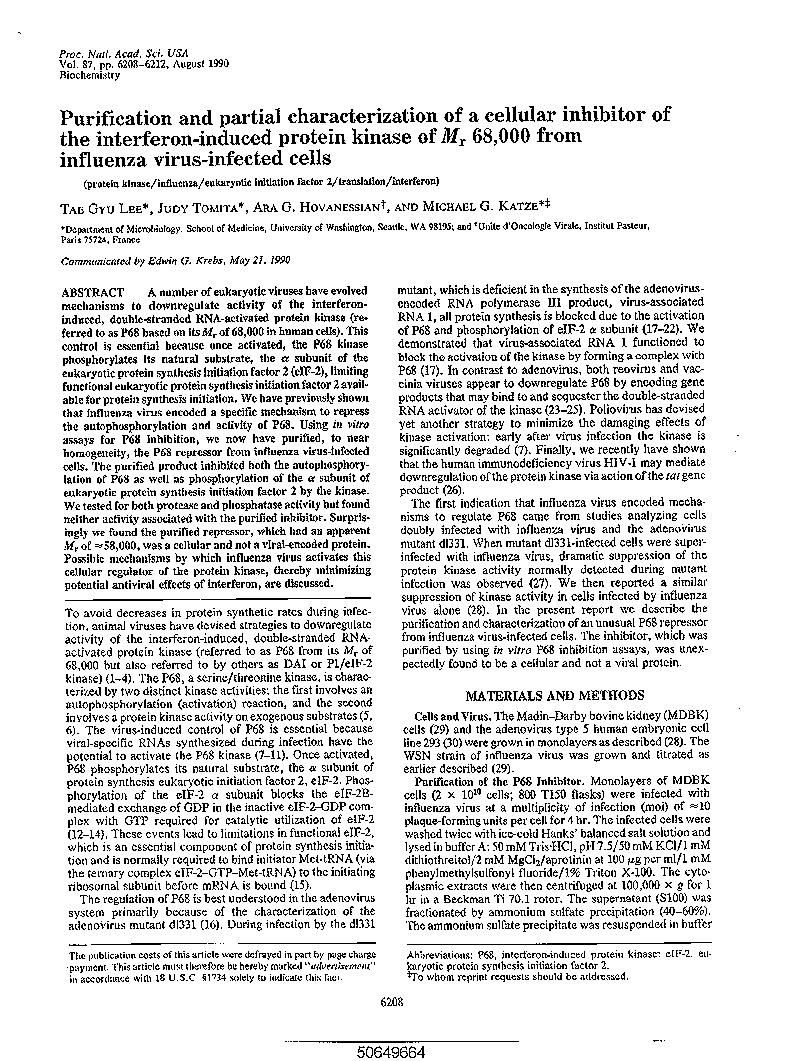 Proc. Natl. Acad. Sci. USA
Vol. 87, pp. 6208–6212, August 1990
Biochemistry
Purification and partial characterization of a cellular inhibitor of
the interferon-induced protein kinase of Mr 68,000 from
influenza virus-infected cells
(protein kinase/influenza/eukaryotic initiation factor 2/translation/interferon)
TAE GYU LEE*, JUDY TOMITA*, ARA G. HOVANESSIAN†, AND MICHAEL G. KATZE*‡
*Department of Microbiology, School of Medicine, University of Washington, Seattle, WA 98195; and †Unite d'Oncologie Virale, Institut Pasteur,
Paris 75724, France
Communicated by Edwin G. Krebs, May 21, 1990
ABSTRACT A number of eukaryotic viruses have evolved
mechanisms to downregulate activity of the interferon-
induced, double-stranded RNA-activated protein kinase (re-
ferred to as P68 based on its Mr of 68,000 in human cells). This
control is essential because once activated, the P68 kinase
phosphorylates its natural substrate, the α subunit of the
eukaryotic protein synthesis initiation factor 2 (eIF-2), limiting
functional eukaryotic protein synthesis initiation factor 2 avail-
able for protein synthesis initiation. We have previously shown
that influenza virus encoded a specific mechanism to repress
the autophosphorylation and activity of P68. Using in vitro
assays for P68 inhibition, we now have purified, to near
homogeneity, the P68 repressor from influenza virus-infected
cells. The purified product inhibited both the autophosphory-
lation of P68 as well as phosphorylation of the α subunit of
eukaryotic protein synthesis initiation factor 2 by the kinase.
We tested for both protease and phosphatase activity but found
neither activity associated with the purified inhibitor. Surpris-
ingly we found the purified repressor, which had an apparent
Mr of ≈58,000, was a cellular and not a viral-encoded protein.
Possible mechanisms by which influenza virus activates this
cellular regulator of the protein kinase, thereby minimizing
potential antiviral effects of interferon, are discussed.
To avoid decreases in protein synthetic rates during infec-
tion, animal viruses have devised strategies to downregulate
activity of the interferon-induced, double-stranded RNA-
activated protein kinase (referred to as P68 from its Mr of
68,000 but also referred to by others as DAI or P1/eIF-2
kinase) (1–4). The P68, a serine/threonine kinase, is charac-
terized by two distinct kinase activities: the first involves an
autophosphorylation (activation) reaction, and the second
involves a protein kinase activity on exogenous substrates (5,
6). The virus-induced control of P68 is essential because
viral-specific RNAs synthesized during infection have the
potential to activate the P68 kinase (7–11). Once activated,
P68 phosphorylates its natural substrate, the α subunit of
protein synthesis eukaryotic initiation factor 2, eIF-2. Phos-
phorylation of the eIF-2 α subunit blocks the eIF-2B-
mediated exchange of GDP in the inactive eIF-2–GDP com-
plex with GTP required for catalytic utilization of eIF-2
(12–14). These events lead to limitations in functional eIF-2,
which is an essential component of protein synthesis initia-
tion and is normally required to bind initiator Met-tRNA (via
the ternary complex eIF-2–GTP–Met-tRNA) to the initiating
ribosomal subunit before mRNA is bound (15).
The regulation of P68 is best understood in the adenovirus
system primarily because of the characterization of the
adenovirus mutant dl331 (16). During infection by the dl331
The publication costs of this article were defrayed in part by page charge
payment. This article must therefore be hereby marked "advertisement"
in accordance with 18 U.S.C. §1734 solely to indicate this fact.
mutant, which is deficient in the synthesis of the adenovirus-
encoded RNA polymerase III product, virus-associated
RNA 1, all protein synthesis is blocked due to the activation
of P68 and phosphorylation of eIF-2 α subunit (17–22). We
demonstrated that virus-associated RNA 1 functioned to
block the activation of the kinase by forming a complex with
P68 (17). In contrast to adenovirus, both reovirus and vac-
cinia viruses appear to downregulate P68 by encoding gene
products that may bind to and sequester the double-stranded
RNA activator of the kinase (23–25). Poliovirus has devised
yet another strategy to minimize the damaging effects of
kinase activation: early after virus infection the kinase is
significantly degraded (7). Finally, we recently have shown
that the human immunodeficiency virus HIV-1 may mediate
downregulation of the protein kinase via action of the tat gene
product (26).
The first indication that influenza virus encoded mecha-
nisms to regulate P68 came from studies analyzing cells
doubly infected with influenza virus and the adenovirus
mutant dl331. When mutant dl331-infected cells were super-
infected with influenza virus, dramatic suppression of the
protein kinase activity normally detected during mutant
infection was observed (27). We then reported a similar
suppression of kinase activity in cells infected by influenza
virus alone (28). In the present report we describe the
purification and characterization of an unusual P68 repressor
from influenza virus-infected cells. The inhibitor, which was
purified by using in vitro P68 inhibition assays, was unex-
pectedly found to be a cellular and not a viral protein.
MATERIALS AND METHODS
Cells and Virus. The Madin–Darby bovine kidney (MDBK)
cells (29) and the adenovirus type 5 human embryonic cell
line 293 (30) were grown in monolayers as described (28). The
WSN strain of influenza virus was grown and titrated as
earlier described (29).
Purification of the P68 Inhibitor. Monolayers of MDBK
cells (2 × 10¹⁰ cells; 800 T150 flasks) were infected with
influenza virus at a multiplicity of infection (moi) of ≈10
plaque-forming units per cell for 4 hr. The infected cells were
washed twice with ice-cold Hanks' balanced salt solution and
lysed in buffer A: 50 mM Tris·HCl, pH 7.5/50 mM KCl/1 mM
dithiothreitol/2 mM MgCl₂/aprotinin at 100 μg per ml/1 mM
phenylmethylsulfonyl fluoride/1% Triton X-100. The cyto-
plasmic extracts were then centrifuged at 100,000 × g for 1
hr in a Beckman Ti 70.1 rotor. The supernatant (S100) was
fractionated by ammonium sulfate precipitation (40–60%).
The ammonium sulfate precipitate was resuspended in buffer
Abbreviations: P68, interferon-induced protein kinase; eIF-2, eu-
karyotic protein synthesis initiation factor 2.
‡To whom reprint requests should be addressed.
6208
50649664